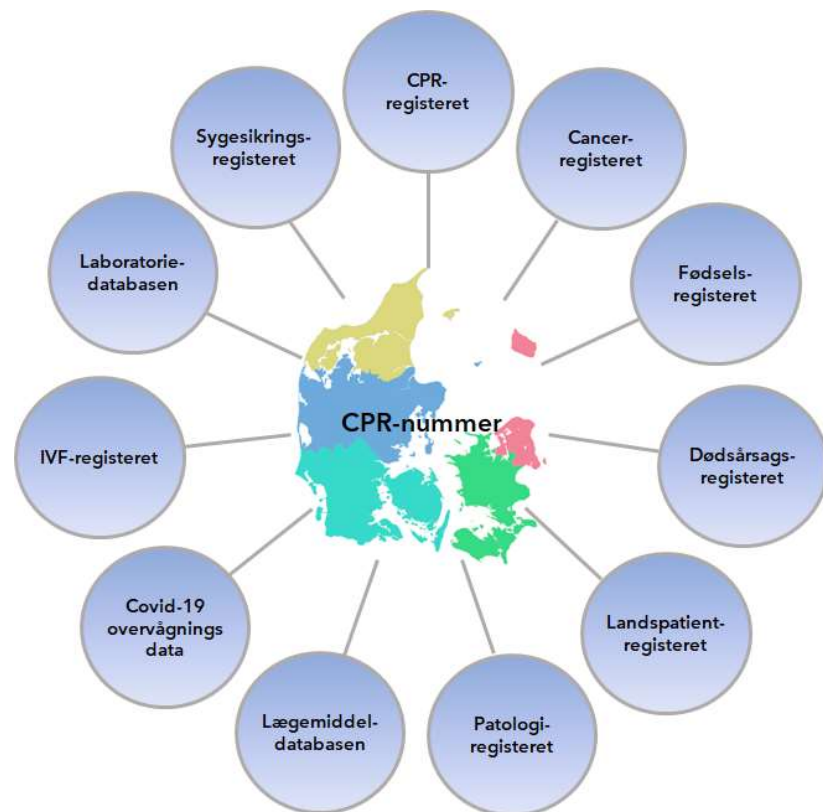 CPR-
registeret
Cancer-
registeret
Fødsels-
registeret
Dødsårsags-
registeret
Landspatient-
registeret
Patologi-
registeret
Lægemiddel-
databasen
Covid-19
overvågnings
data
IVF-registeret
Laboratorie-
databasen
Sygesikrings-
registeret
CPR-nummer